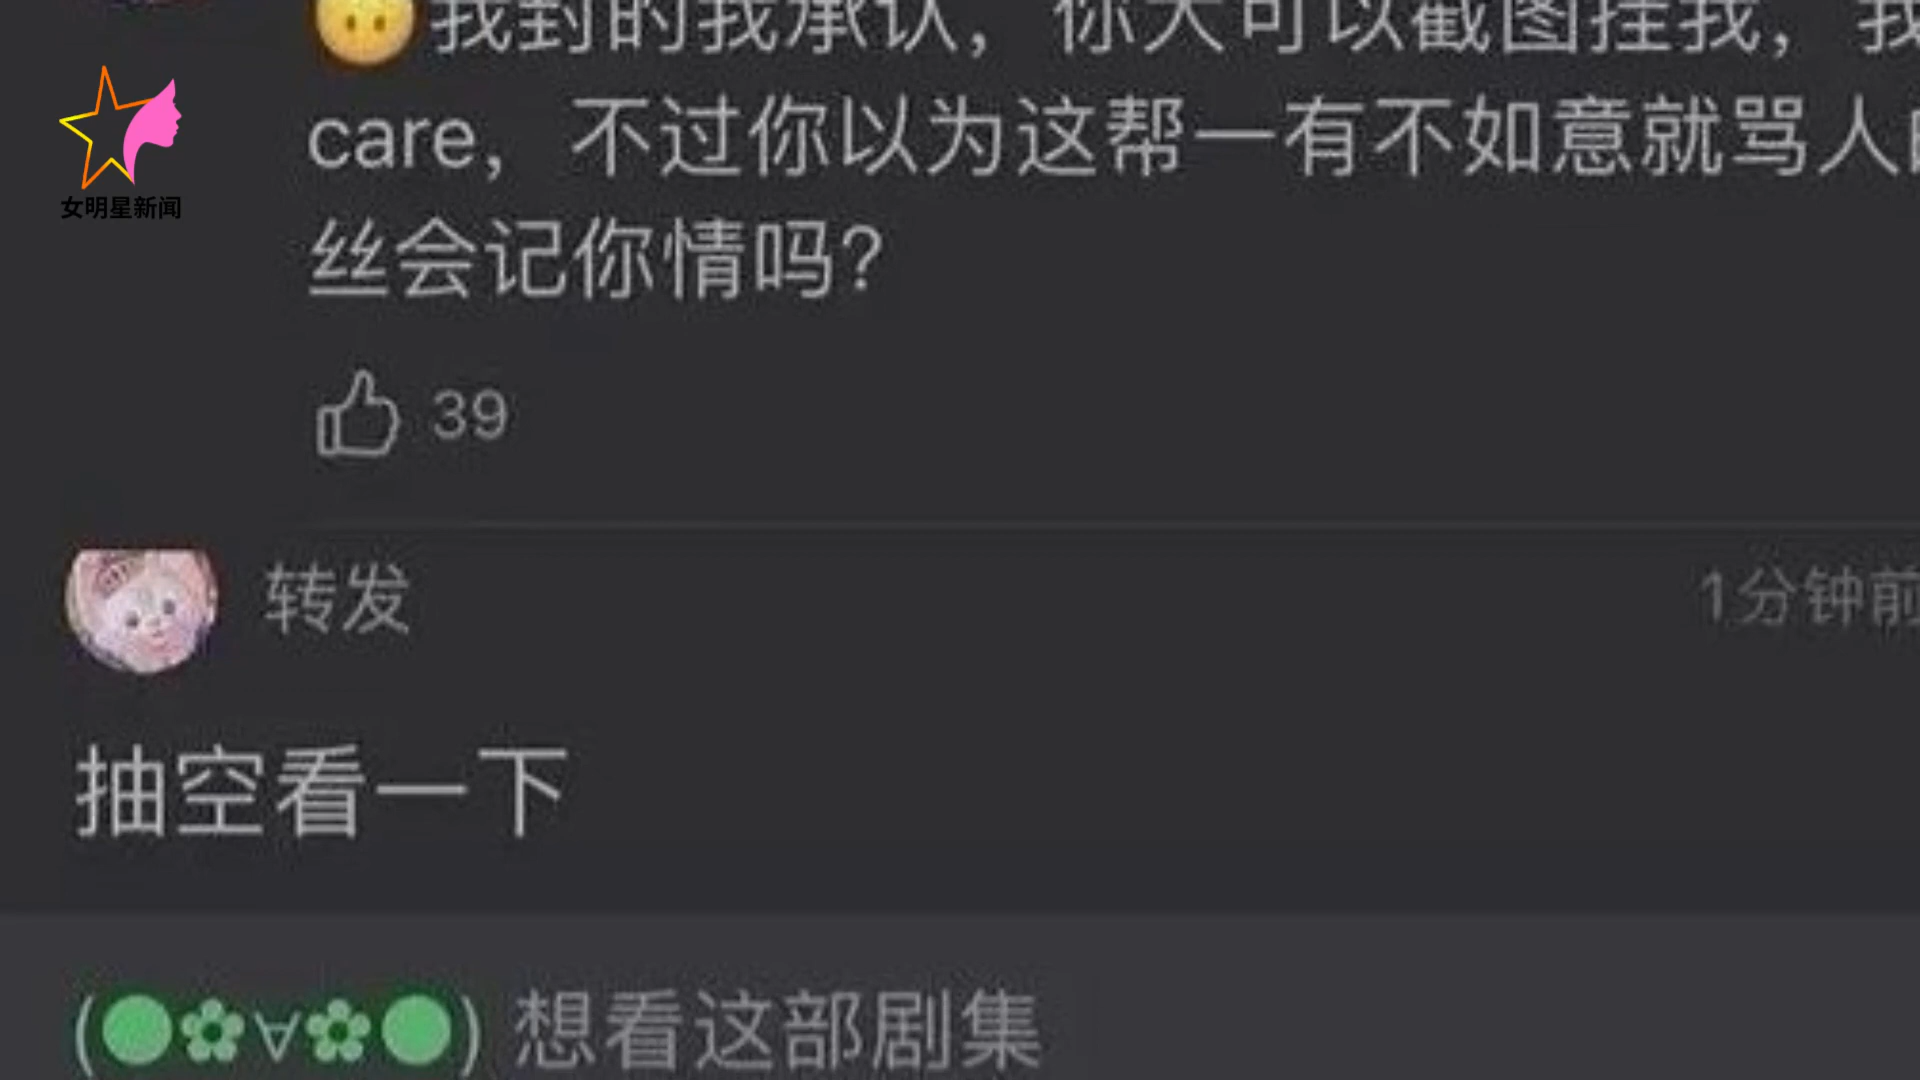 我封的我承认，你大可以截图挂我，我
care，不过你以为这帮一有不如意就骂人
丝会记你情吗？
39
女明星新闻
转发
1分钟前
抽空看一下
(●✿∀✿●) 想看这部剧集